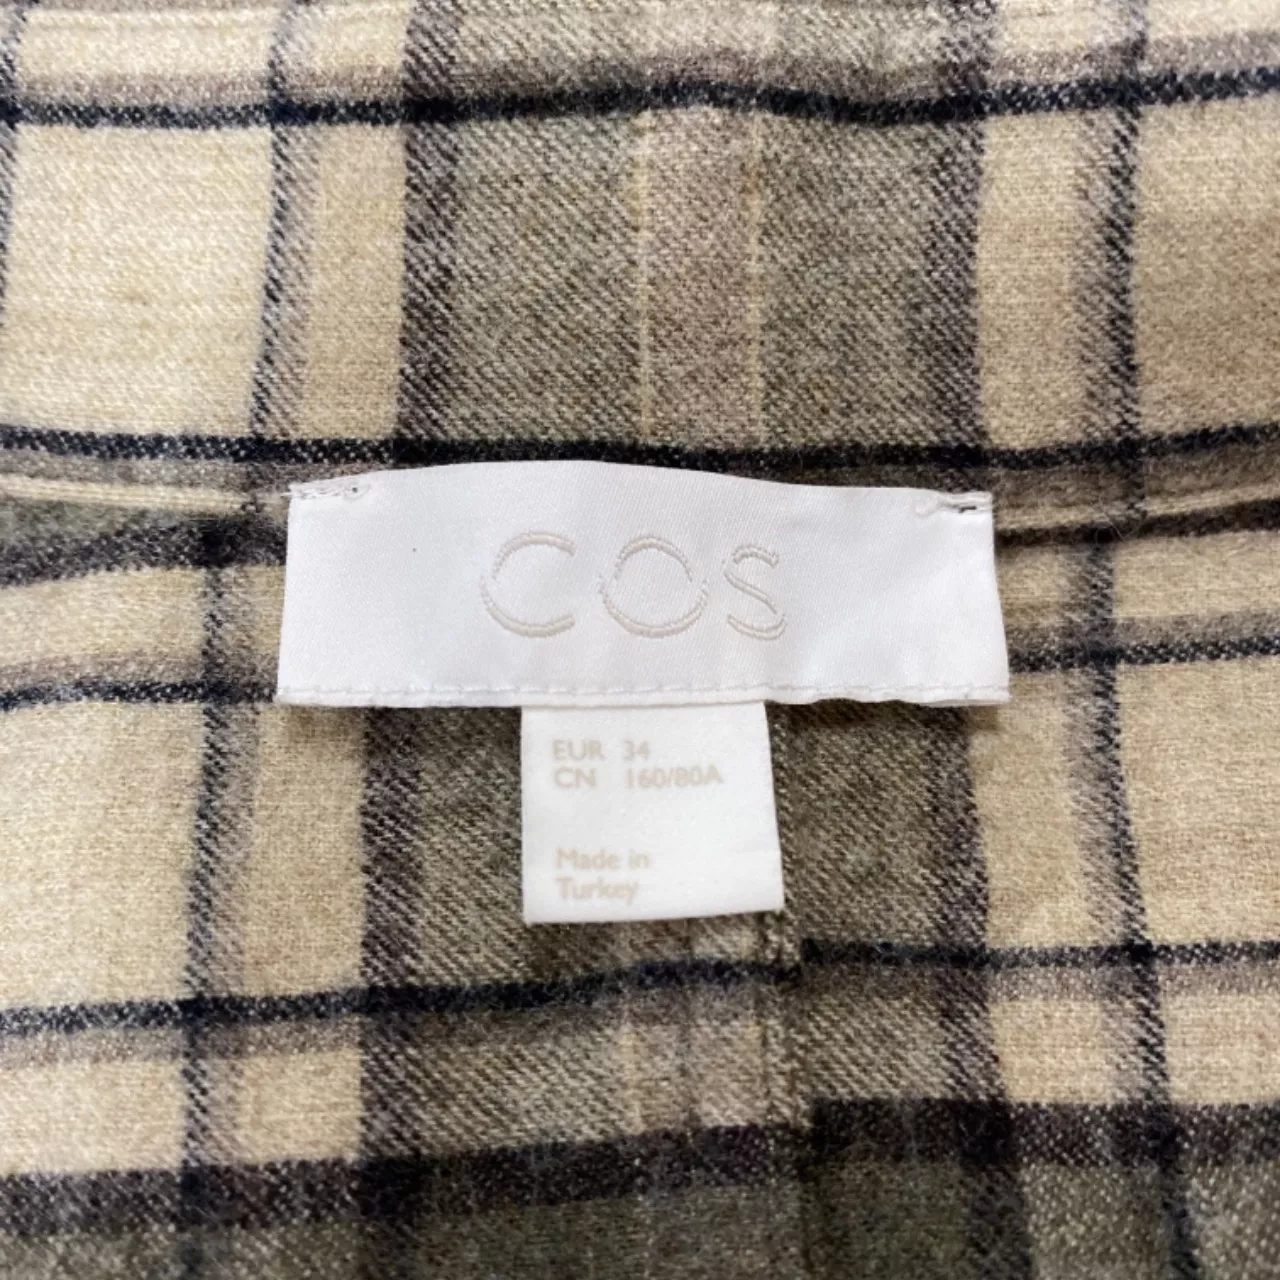 COS
EUR 34
CN 160/80A
Made in
Turkey